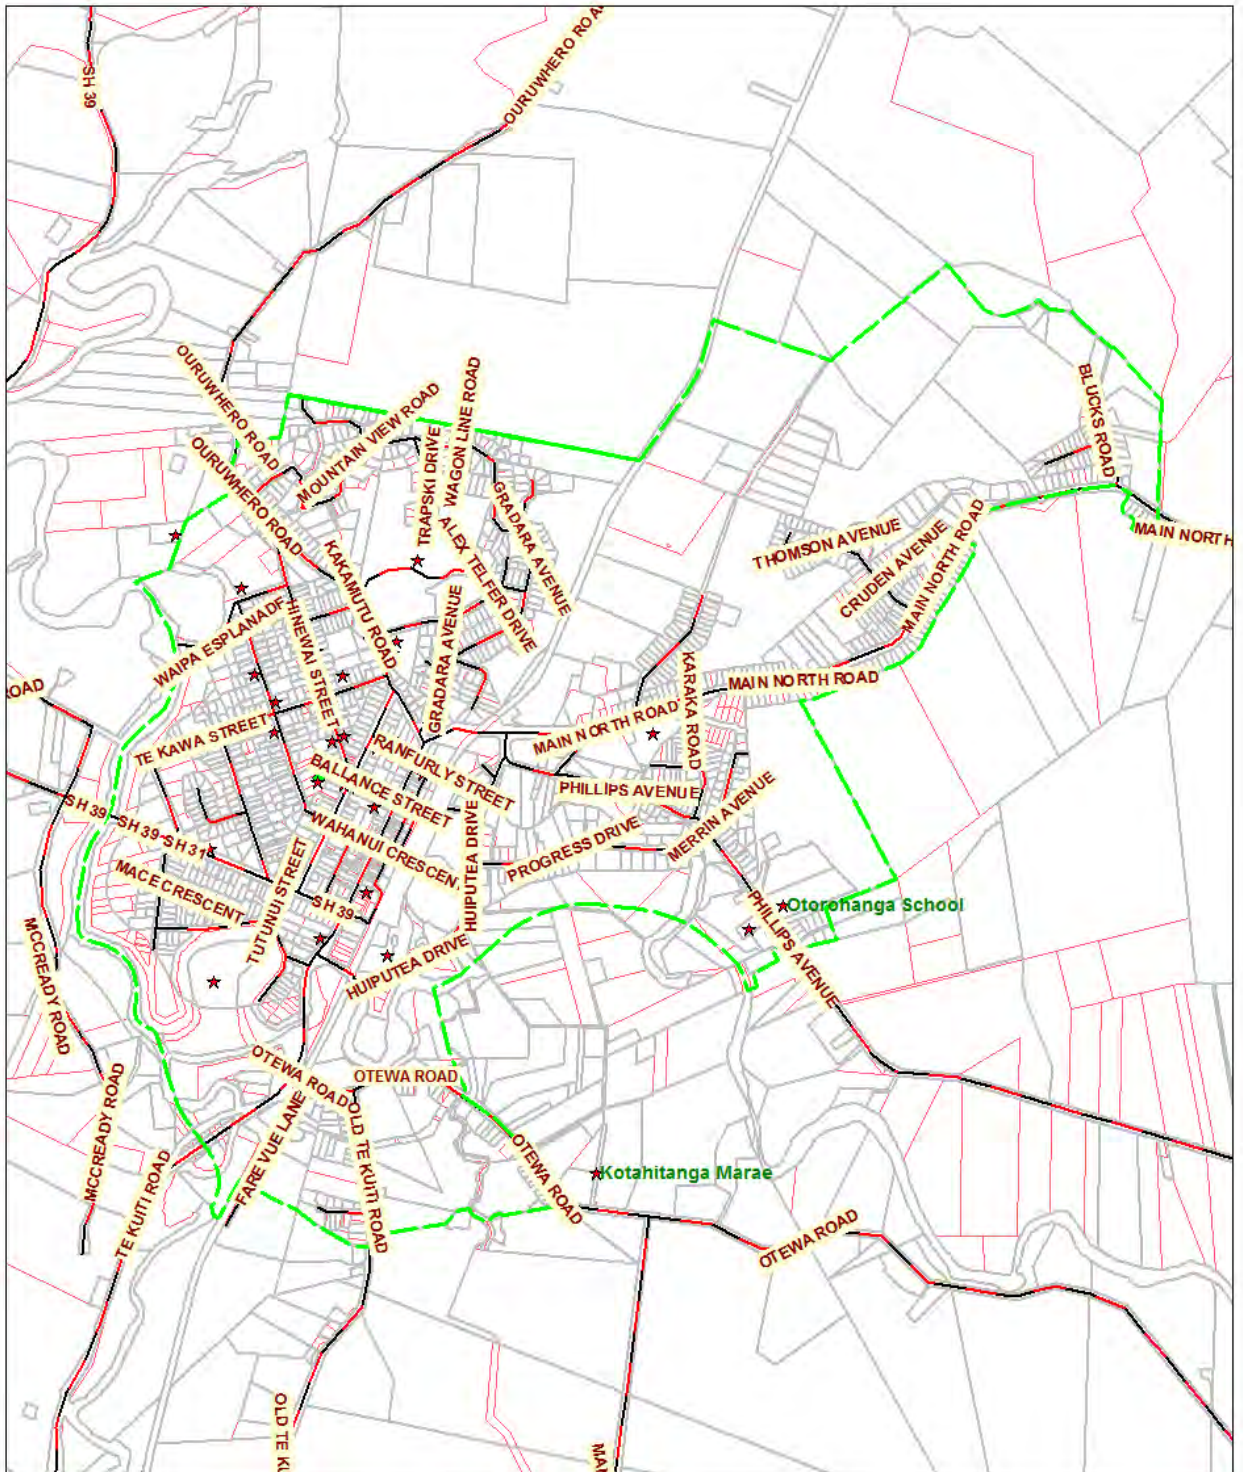 OURUWHERO ROA
SH 39
OURUWHERO ROAD
MOUNTAIN VIEW ROAD
WAGON LINE ROAD
BLUCKS ROAD
OURUWHERO ROAD
TRAPSKI DRIVE
GRADARA AVENUE
ALEX TELFER DRIVE
THOMSON AVENUE
CRUDEN AVENUE
MAIN NORTH ROAD
MAIN NORTH
KAKAMUTU ROAD
HINEWAI STREET
WAIPA ESPLANADE
GRADARA AVENUE
KARAKA ROAD
MAIN NORTH ROAD
ROAD
TE KAWA STREET
MAIN NORTH ROAD
RANFURLY STREET
BALLANCE STREET
PHILLIPS AVENUE
MERRIN AVENUE
SH 39
SH 39
SH 31
WAHANUI CRESCENT
HUIPUTEA DRIVE
PROGRESS DRIVE
MACE CRESCENT
TUTUNUI STREET
SH 39
PHILLIPS AVENUE
Otorohanga School
HUIPUTEA DRIVE
MCCREADY ROAD
OTEWA ROAD
OTEWA ROAD
MCCREADY ROAD
FARE VUE LANE
OLD TE KUITI ROAD
OTEWA ROAD
Kotahitanga Marae
TE KUITI ROAD
OTEWA ROAD
OLD TE KU
MAI